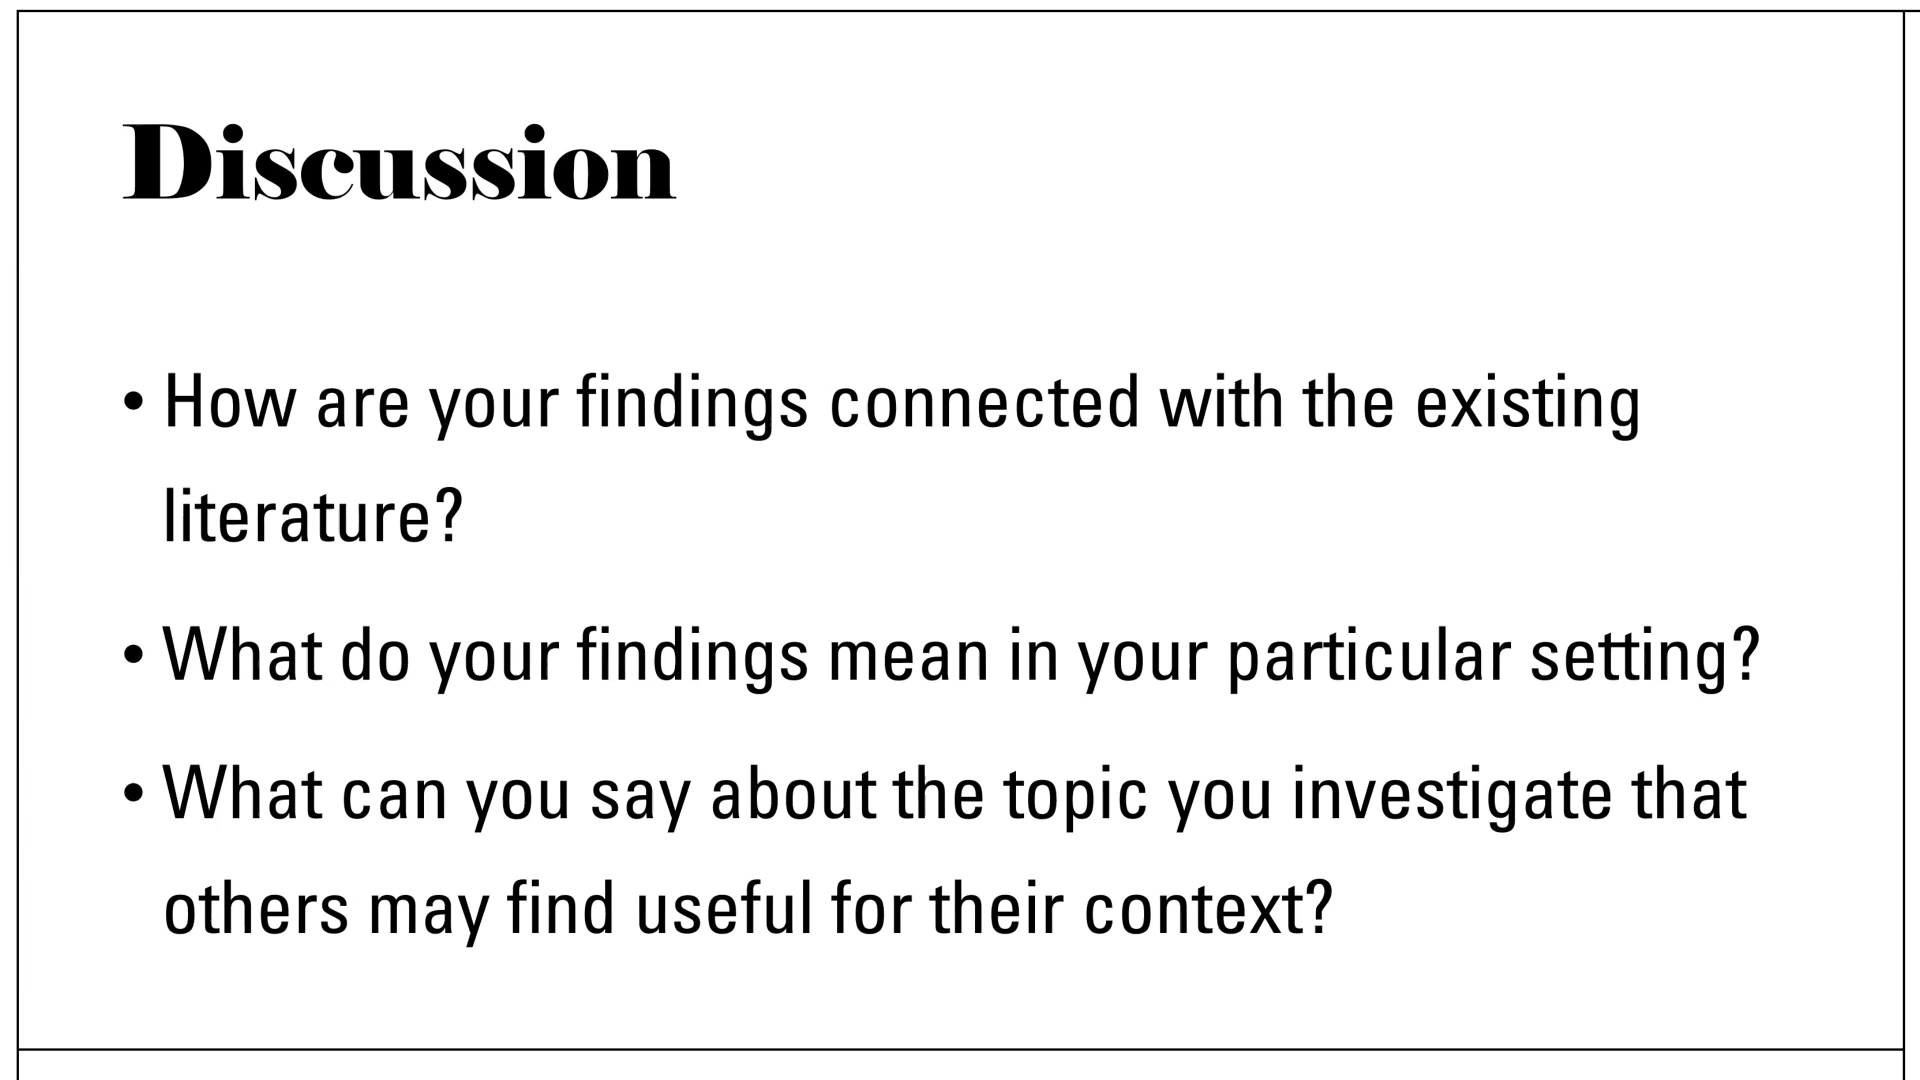 Discussion
• How are your findings connected with the existing
literature?
• What do your findings mean in your particular setting?
• What can you say about the topic you investigate that
others may find useful for their context?